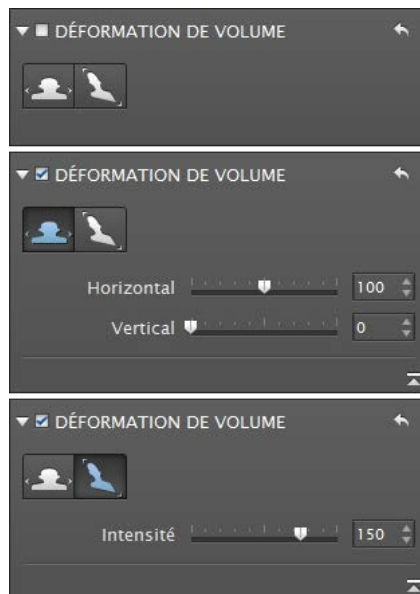 DÉFORMATION DE VOLUME
DÉFORMATION DE VOLUME
Horizontal 100
Vertical 0
DÉFORMATION DE VOLUME
Intensité 150